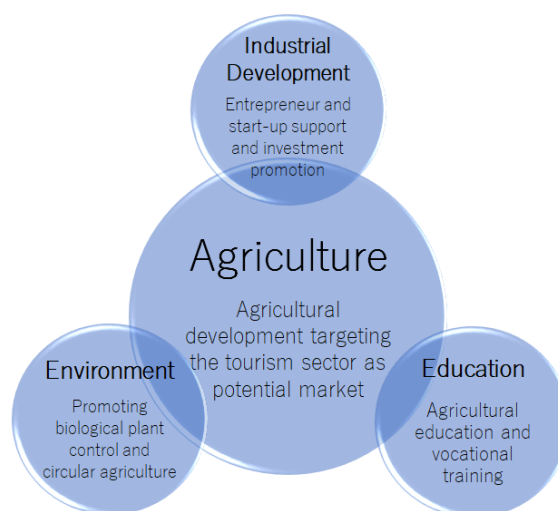 Industrial
Development
Entrepreneur and
start-up support
and investment
promotion
Agriculture
Agricultural
development targeting
the tourism sector as
potential market
Environment
Promoting
biological plant
control and
circular agriculture
Education
Agricultural
education and
vocational
training